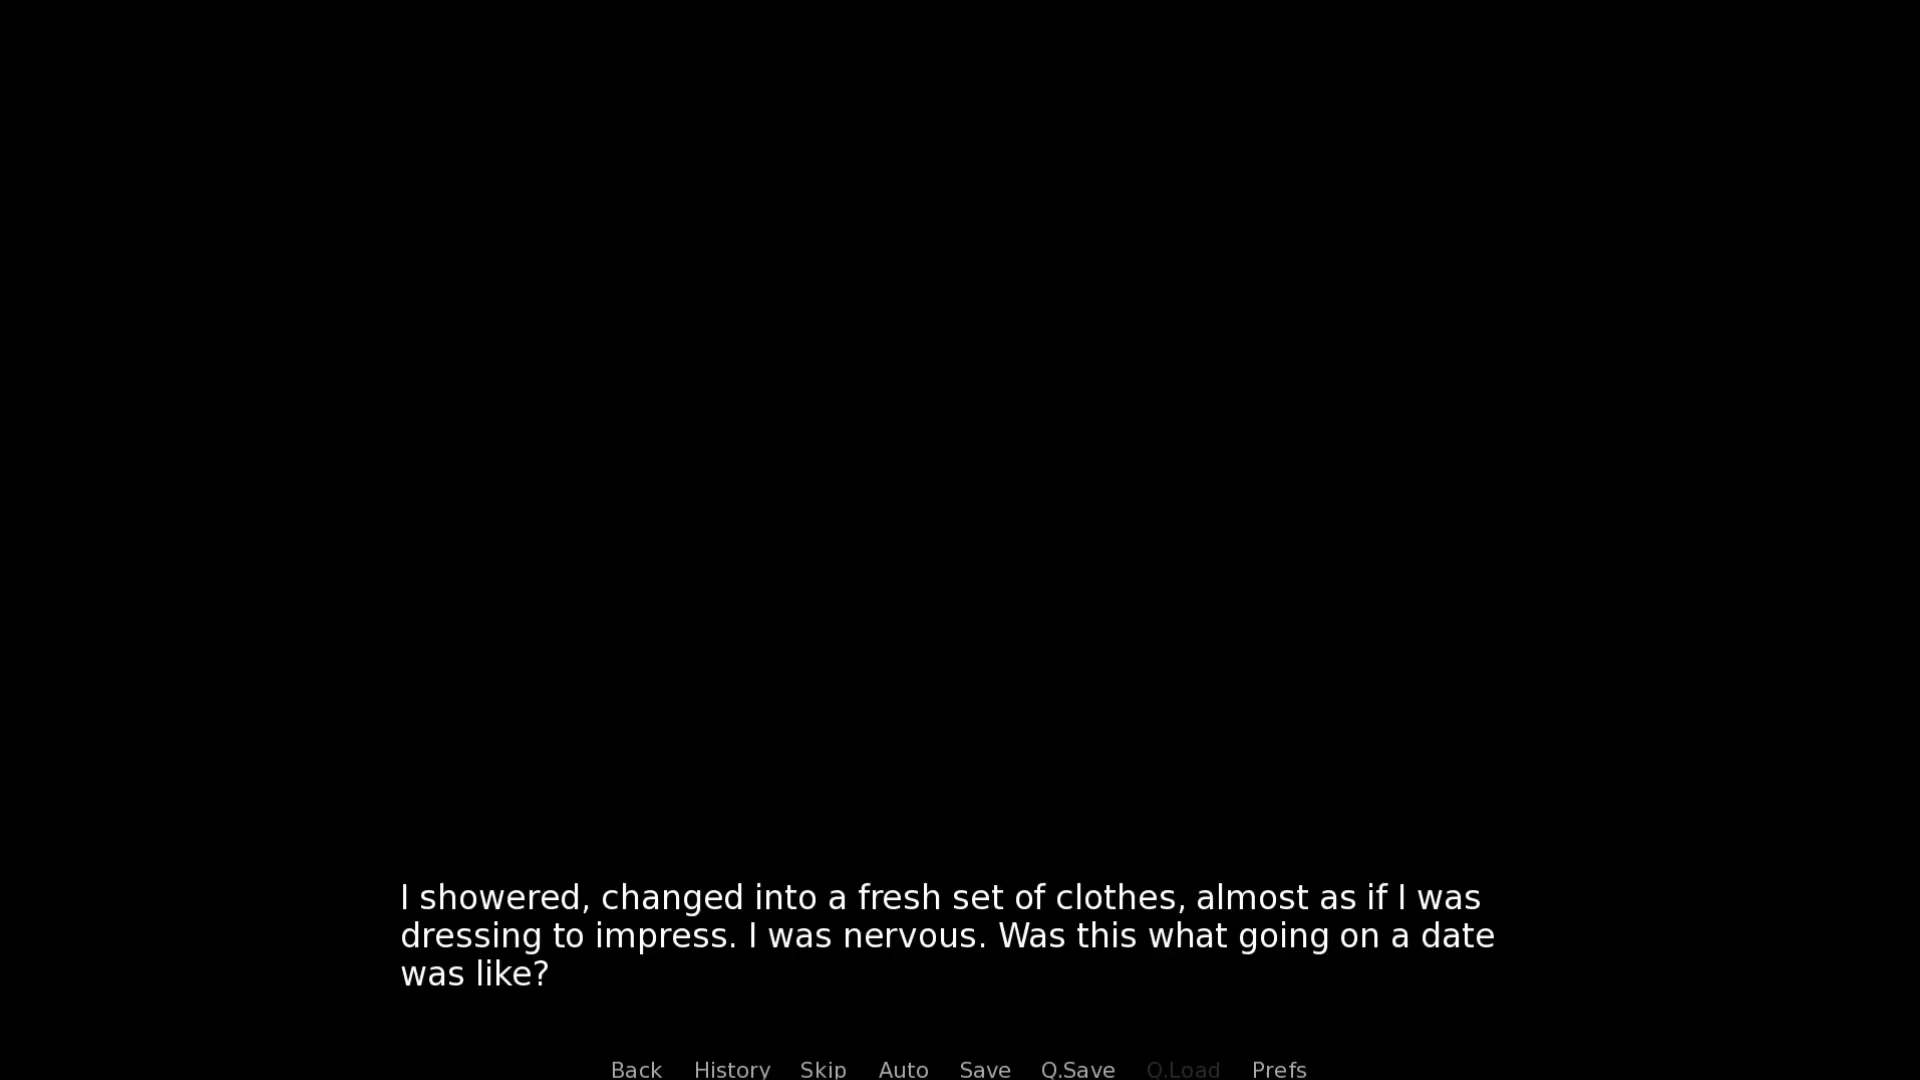 I showered, changed into a fresh set of clothes, almost as if I was
dressing to impress. I was nervous. Was this what going on a date
was like?
Back History Skip Auto Save Q.Save Q.Load Prefs